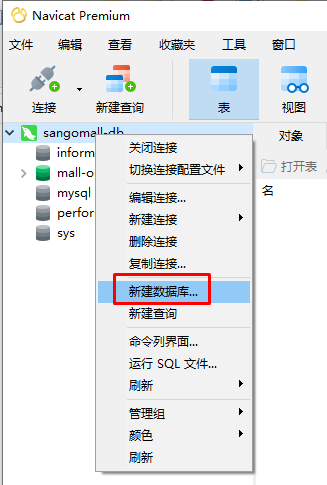 Navicat Premium
文件 编辑 查看 收藏夹 工具 窗口
连接 新建查询 表 视图
sangomall-db 对象
inform
mall-o
mysql
perfor
sys
打开表
名
关闭连接
切换连接配置文件
编辑连接...
新建连接
删除连接
复制连接...
新建数据库...
新建查询
命令列界面...
运行 SQL 文件...
刷新
管理组
颜色
刷新